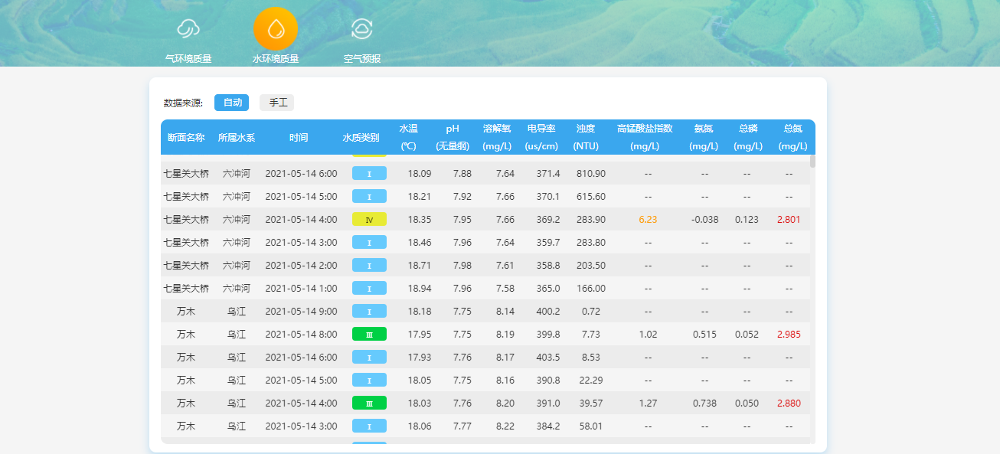 气环境质量 水环境质量 空气预报
数据来源: 自动 手工
断面名称 所属水系 时间 水质类别 水温 (℃) pH (无量纲) 溶解氧 (mg/L) 电导率 (us/cm) 浊度 (NTU) 高锰酸盐指数 (mg/L) 氨氮 (mg/L) 总磷 (mg/L) 总氮 (mg/L)
七星关大桥 六冲河 2021-05-14 6:00 I 18.09 7.88 7.64 371.4 810.90 -- -- -- --
七星关大桥 六冲河 2021-05-14 5:00 I 18.21 7.92 7.66 370.1 615.60 -- -- -- --
七星关大桥 六冲河 2021-05-14 4:00 IV 18.35 7.95 7.66 369.2 283.90 6.23 -0.038 0.123 2.801
七星关大桥 六冲河 2021-05-14 3:00 I 18.46 7.96 7.64 359.7 283.80 -- -- -- --
七星关大桥 六冲河 2021-05-14 2:00 I 18.71 7.98 7.61 358.8 203.50 -- -- -- --
七星关大桥 六冲河 2021-05-14 1:00 I 18.94 7.96 7.58 365.0 166.00 -- -- -- --
万木 乌江 2021-05-14 9:00 I 18.18 7.75 8.14 400.2 0.72 -- -- -- --
万木 乌江 2021-05-14 8:00 III 17.95 7.75 8.19 399.8 7.73 1.02 0.515 0.052 2.985
万木 乌江 2021-05-14 6:00 I 17.93 7.76 8.17 403.5 8.53 -- -- -- --
万木 乌江 2021-05-14 5:00 I 18.05 7.75 8.16 390.8 22.29 -- -- -- --
万木 乌江 2021-05-14 4:00 III 18.03 7.76 8.20 391.0 39.57 1.27 0.738 0.050 2.880
万木 乌江 2021-05-14 3:00 I 18.06 7.77 8.22 384.2 58.01 -- -- -- --